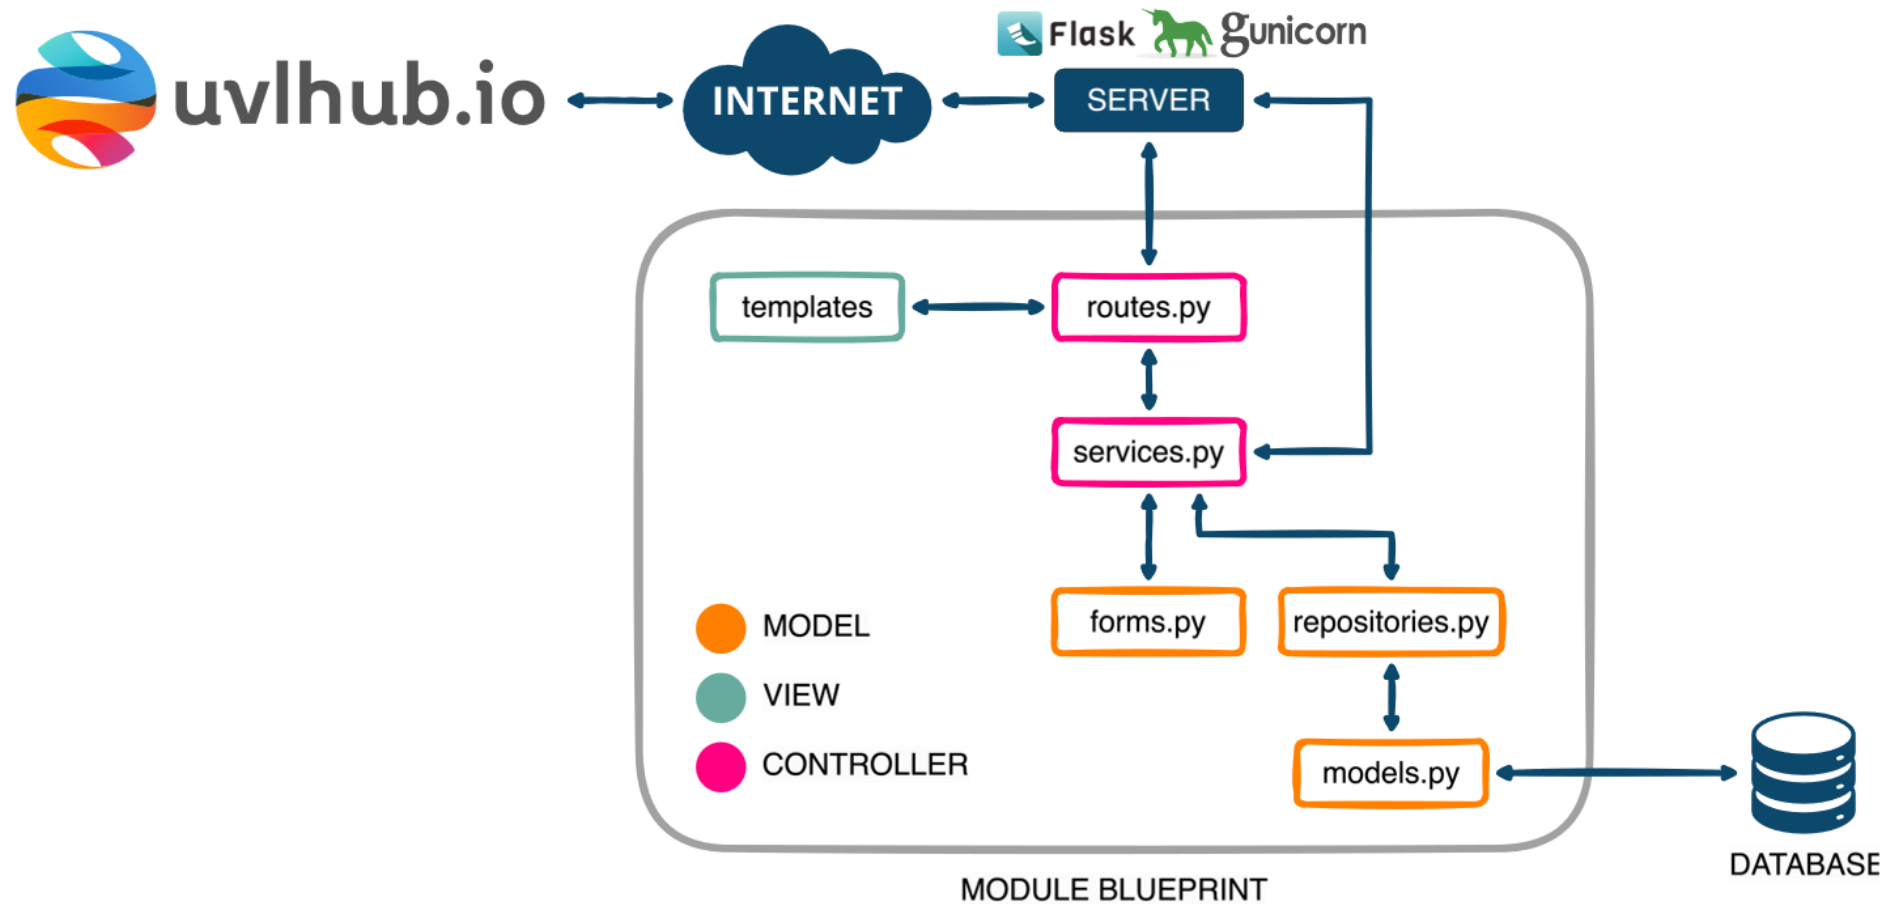 uvlhub.io
INTERNET
Flask
gunicorn
SERVER
templates
routes.py
services.py
forms.py
repositories.py
models.py
MODEL
VIEW
CONTROLLER
DATABASE
MODULE BLUEPRINT